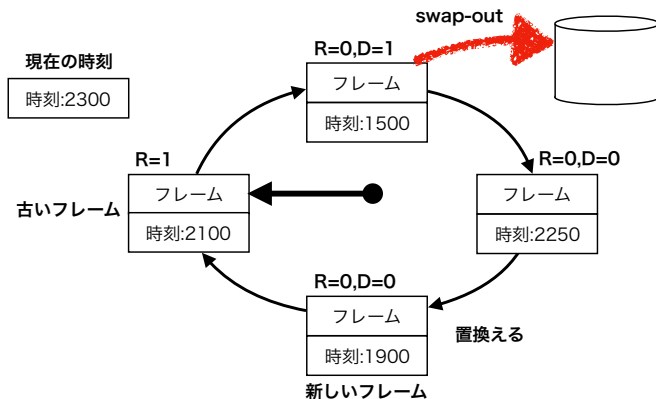 swap-out
現在の時刻
時刻:2300
R=0,D=1
フレーム
時刻:1500
R=1
フレーム
時刻:2100
古いフレーム
R=0,D=0
フレーム
時刻:2250
R=0,D=0
フレーム
時刻:1900
新しいフレーム
置換える